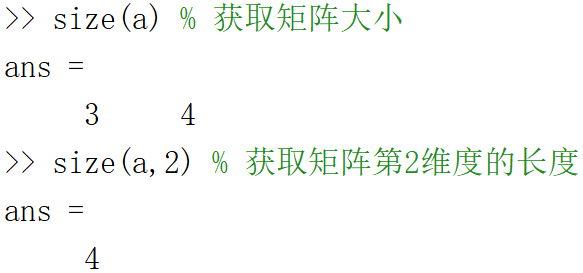 >> size(a) % 获取矩阵大小
ans =
3 4
>> size(a,2) % 获取矩阵第2维度的长度
ans =
4